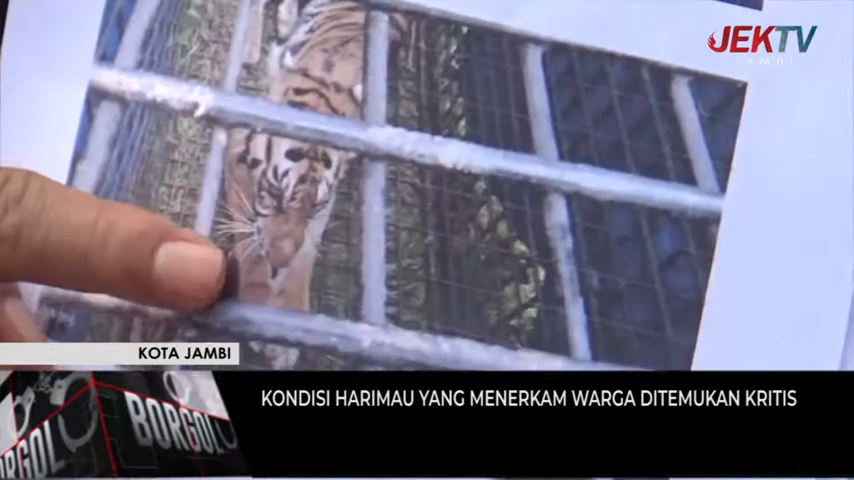 JEKTV
JAMBI
KOTA JAMBI
KONDISI HARIMAU YANG MENERKAM WARGA DITEMUKAN KRITIS
BORGOL
BORGOL